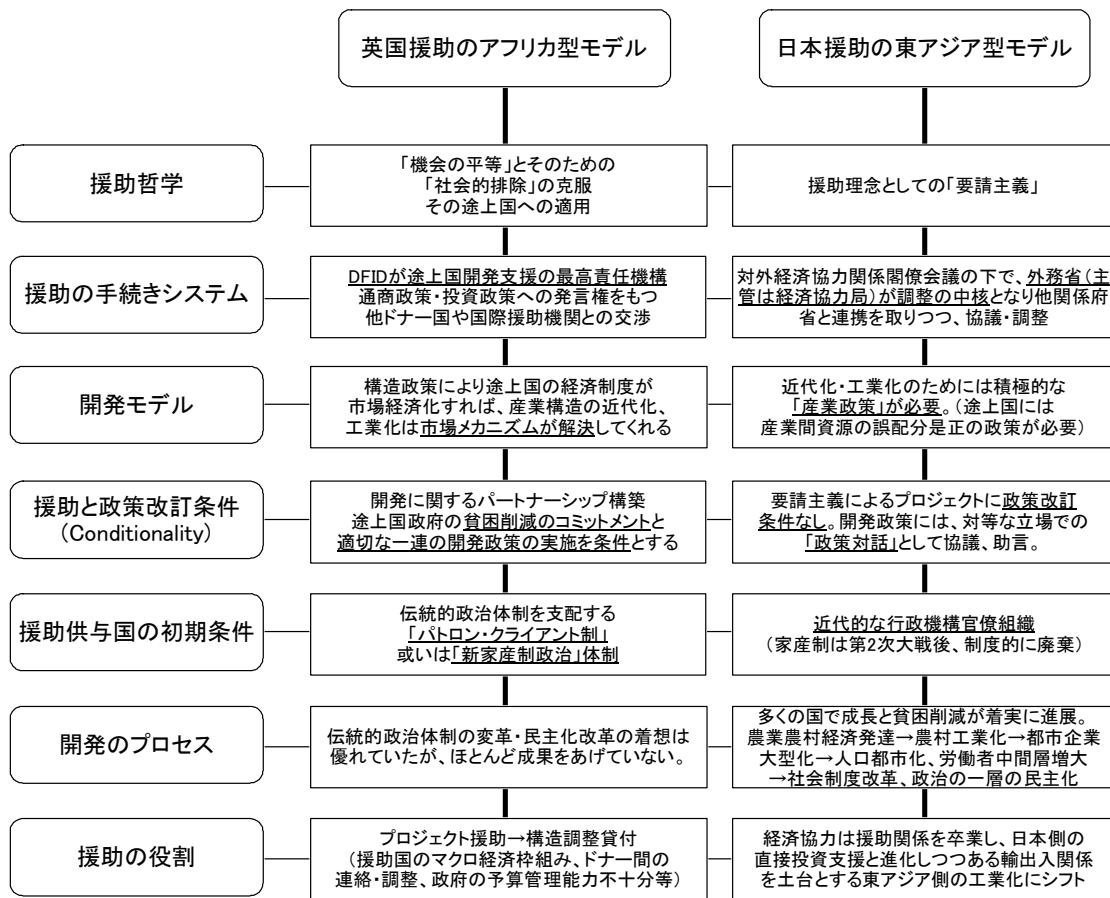 英国援助のアフリカ型モデル
日本援助の東アジア型モデル
援助哲学
「機会の平等」とそのための
「社会的排除」の克服
その途上国への適用
援助理念としての「要請主義」
援助の手続きシステム
DFIDが途上国開発支援の最高責任機構
通商政策・投資政策への発言権をもつ
他ドナー国や国際援助機関との交渉
対外経済協力関係閣僚会議の下で、外務省(主
管は経済協力局)が調整の中核となり他関係府
省と連携を取りつつ、協議・調整
開発モデル
構造政策により途上国の経済制度が
市場経済化すれば、産業構造の近代化、
工業化は市場メカニズムが解決してくれる
近代化・工業化のためには積極的な
「産業政策」が必要。(途上国には
産業間資源の誤配分是正の政策が必要)
援助と政策改訂条件
(Conditionality)
開発に関するパートナーシップ構築
途上国政府の貧困削減のコミットメントと
適切な一連の開発政策の実施を条件とする
要請主義によるプロジェクトに政策改訂
条件なし。開発政策には、対等な立場での
「政策対話」として協議、助言。
援助供与国の初期条件
伝統的政治体制を支配する
「パトロン・クライアント制」
或いは「新家産制政治」体制
近代的な行政機構官僚組織
(家産制は第2次大戦後、制度的に廃棄)
開発のプロセス
伝統的政治体制の変革・民主化改革の着想は
優れていたが、ほとんど成果をあげていない。
多くの国で成長と貧困削減が着実に進展。
農業農村経済発達→農村工業化→都市企業
大型化→人口都市化、労働者中間層増大
→社会制度改革、政治の一層の民主化
援助の役割
プロジェクト援助→構造調整貸付
(援助国のマクロ経済枠組み、ドナー間の
連絡・調整、政府の予算管理能力不十分等)
経済協力は援助関係を卒業し、日本側の
直接投資支援と進化しつつある輸出入関係
を土台とする東アジア側の工業化にシフト